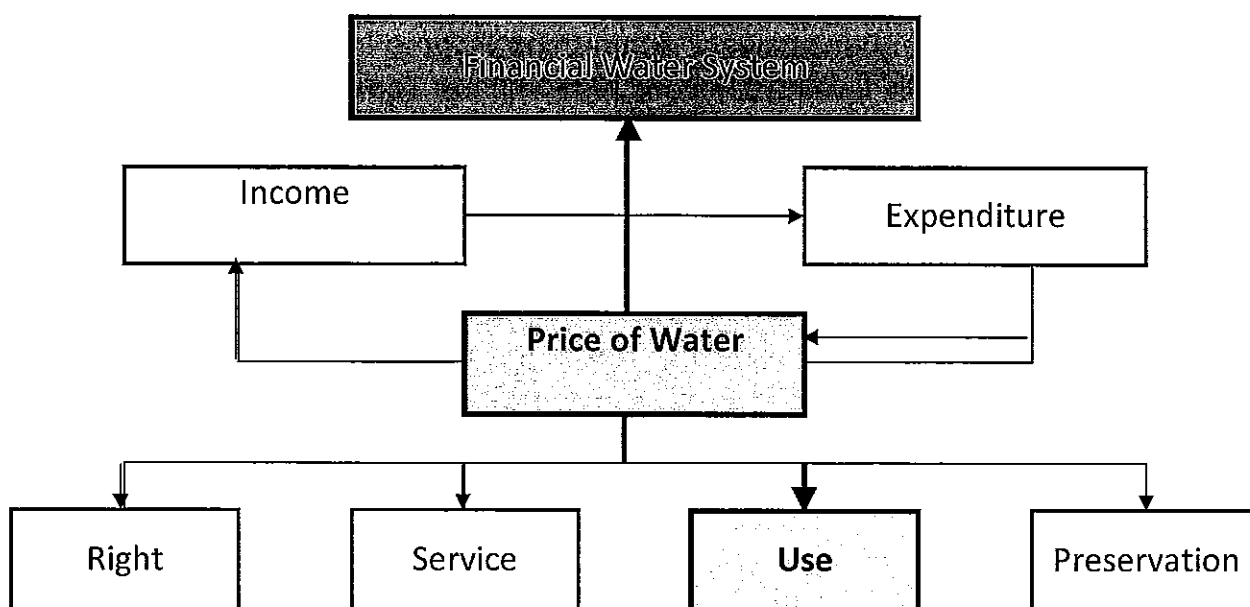 Financial Water System
Income
Expenditure
Price of Water
Right
Service
Use
Preservation